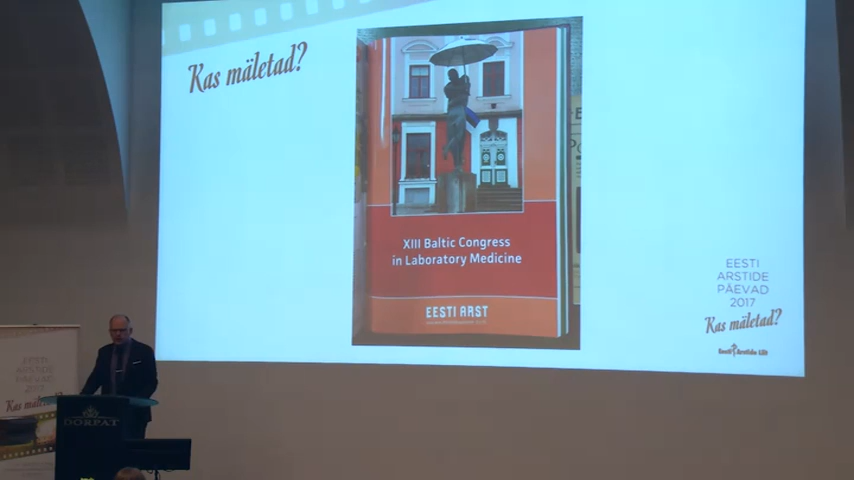 Kas mäletad?
XIII Baltic Congress
in Laboratory Medicine
EESTI ARST
EESTI
ARSTIDE
PÄEVAD
2017
Kas mäletad?
Eesti Arstide Liit
EESTI
ARSTIDE
PÄEVAD
2017
Kas mäletad?
DORPAT